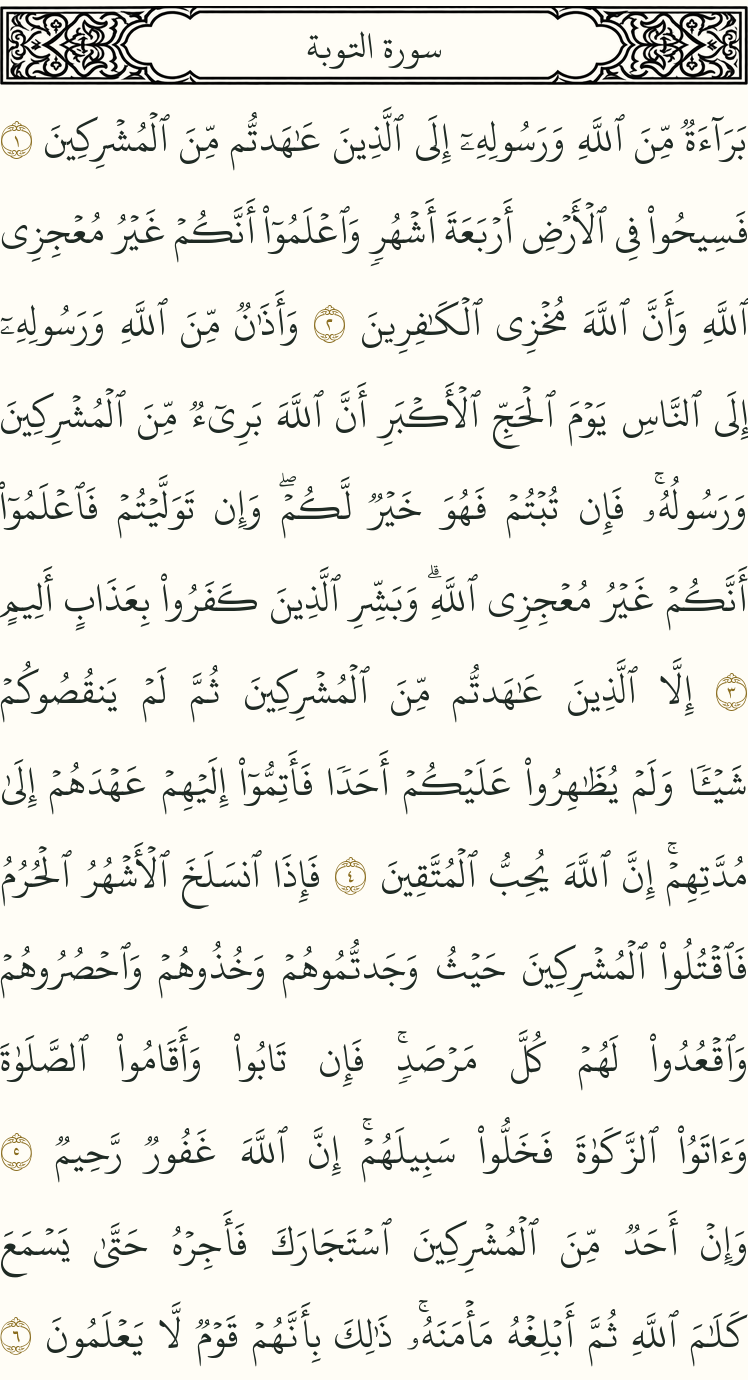 سورة التوبة
بَرَآءَةٌ مِّنَ ٱللَّهِ وَرَسُولِهِۦٓ إِلَى ٱلَّذِينَ عَـٰهَدتُّم مِّنَ ٱلْمُشْرِكِينَ ١
فَسِيحُوا۟ فِى ٱلْأَرْضِ أَرْبَعَةَ أَشْهُرٍ وَٱعْلَمُوٓا۟ أَنَّكُمْ غَيْرُ مُعْجِزِى
ٱللَّهِ وَأَنَّ ٱللَّهَ مُخْزِى ٱلْكَـٰفِرِينَ ٢ وَأَذَٰنٌ مِّنَ ٱللَّهِ وَرَسُولِهِۦٓ
إِلَى ٱلنَّاسِ يَوْمَ ٱلْحَجِّ ٱلْأَكْبَرِ أَنَّ ٱللَّهَ بَرِىٓءٌ مِّنَ ٱلْمُشْرِكِينَ
وَرَسُولُهُۥ ۚ فَإِن تُبْتُمْ فَهُوَ خَيْرٌ لَّكُمْ ۖ وَإِن تَوَلَّيْتُمْ فَٱعْلَمُوٓا۟
أَنَّكُمْ غَيْرُ مُعْجِزِى ٱللَّهِ ۗ وَبَشِّرِ ٱلَّذِينَ كَفَرُوا۟ بِعَذَابٍ أَلِيمٍ
٣ إِلَّا ٱلَّذِينَ عَـٰهَدتُّم مِّنَ ٱلْمُشْرِكِينَ ثُمَّ لَمْ يَنقُصُوكُمْ
شَيْـًٔا وَلَمْ يُظَـٰهِرُوا۟ عَلَيْكُمْ أَحَدًا فَأَتِمُّوٓا۟ إِلَيْهِمْ عَهْدَهُمْ إِلَىٰ
مُدَّتِهِمْ ۚ إِنَّ ٱللَّهَ يُحِبُّ ٱلْمُتَّقِينَ ٤ فَإِذَا ٱنسَلَخَ ٱلْأَشْهُرُ ٱلْحُرُمُ
فَٱقْتُلُوا۟ ٱلْمُشْرِكِينَ حَيْثُ وَجَدتُّمُوهُمْ وَخُذُوهُمْ وَٱحْصُرُوهُمْ
وَٱقْعُدُوا۟ لَهُمْ كُلَّ مَرْصَدٍ ۚ فَإِن تَابُوا۟ وَأَقَامُوا۟ ٱلصَّلَوٰةَ
وَءَاتَوُا۟ ٱلزَّكَوٰةَ فَخَلُّوا۟ سَبِيلَهُمْ ۚ إِنَّ ٱللَّهَ غَفُورٌ رَّحِيمٌ ٥
وَإِنْ أَحَدٌ مِّنَ ٱلْمُشْرِكِينَ ٱسْتَجَارَكَ فَأَجِرْهُ حَتَّىٰ يَسْمَعَ
كَلَـٰمَ ٱللَّهِ ثُمَّ أَبْلِغْهُ مَأْمَنَهُۥ ۚ ذَٰلِكَ بِأَنَّهُمْ قَوْمٌ لَّا يَعْلَمُونَ ٦